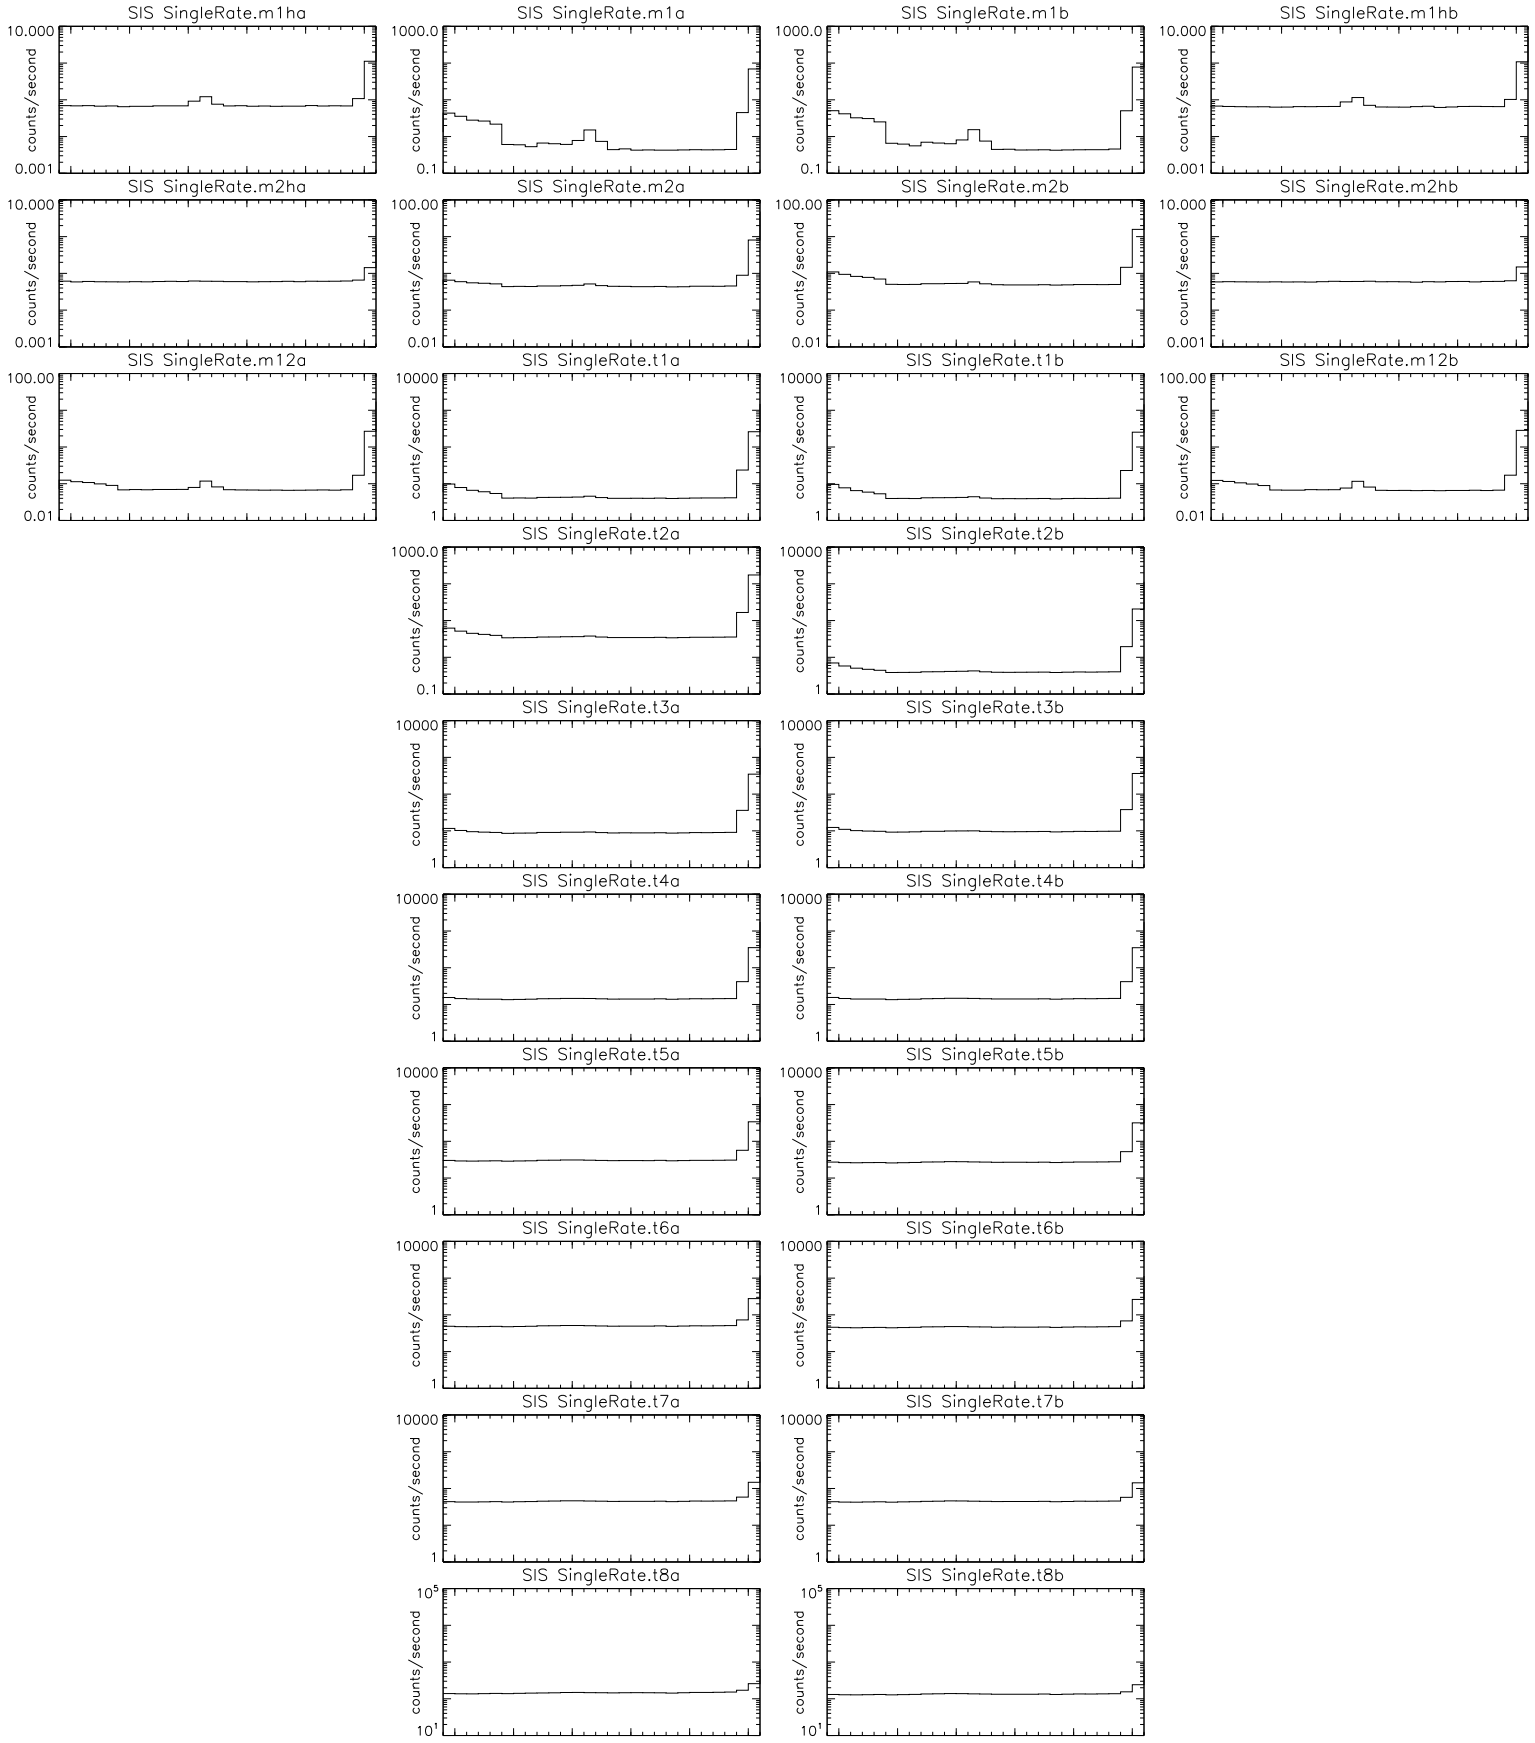 SIS SingleRate.m1ha
10.000
counts/second
0.001
SIS SingleRate.m1a
1000.0
counts/second
0.1
SIS SingleRate.m1b
1000.0
counts/second
0.1
SIS SingleRate.m1hb
10.000
counts/second
0.001
SIS SingleRate.m2ha
10.000
counts/second
0.001
SIS SingleRate.m2a
100.00
counts/second
0.01
SIS SingleRate.m2b
100.00
counts/second
0.01
SIS SingleRate.m2hb
10.000
counts/second
0.001
SIS SingleRate.m12a
100.00
counts/second
0.01
SIS SingleRate.t1a
10000
counts/second
1
SIS SingleRate.t1b
10000
counts/second
1
SIS SingleRate.m12b
100.00
counts/second
0.01
SIS SingleRate.t2a
1000.0
counts/second
0.1
SIS SingleRate.t2b
10000
counts/second
1
SIS SingleRate.t3a
10000
counts/second
1
SIS SingleRate.t3b
10000
counts/second
1
SIS SingleRate.t4a
10000
counts/second
1
SIS SingleRate.t4b
10000
counts/second
1
SIS SingleRate.t5a
10000
counts/second
1
SIS SingleRate.t5b
10000
counts/second
1
SIS SingleRate.t6a
10000
counts/second
1
SIS SingleRate.t6b
10000
counts/second
1
SIS SingleRate.t7a
10000
counts/second
1
SIS SingleRate.t7b
10000
counts/second
1
SIS SingleRate.t8a
10⁵
counts/second
10¹
SIS SingleRate.t8b
10⁵
counts/second
10¹